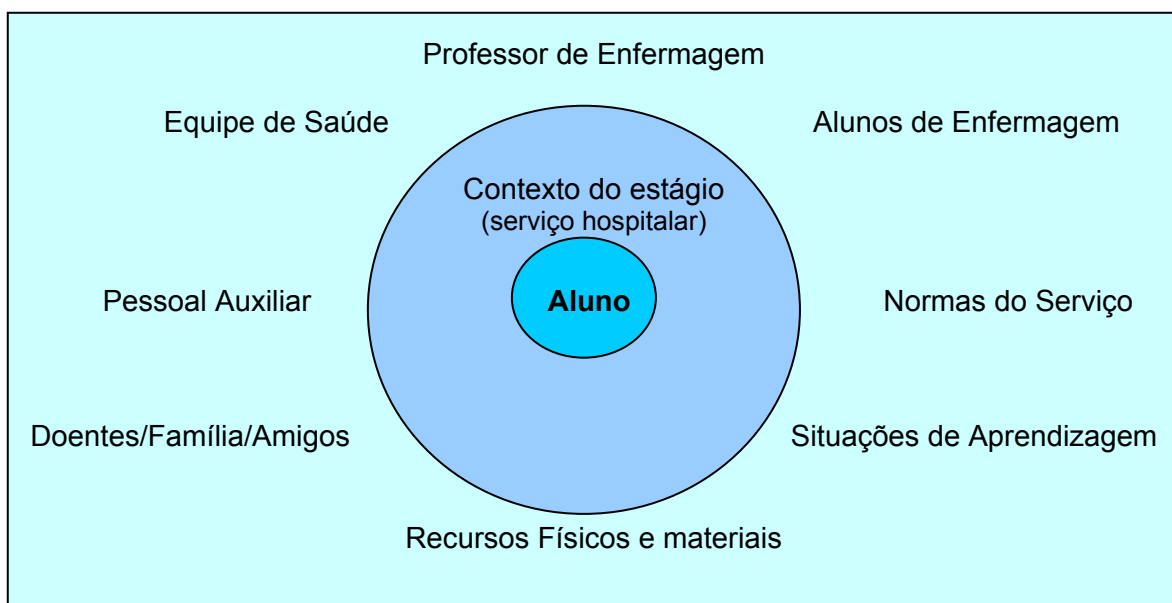 Professor de Enfermagem
Equipe de Saúde
Alunos de Enfermagem
Contexto do estágio
(serviço hospitalar)
Pessoal Auxiliar
Aluno
Normas do Serviço
Doentes/Família/Amigos
Situações de Aprendizagem
Recursos Físicos e materiais